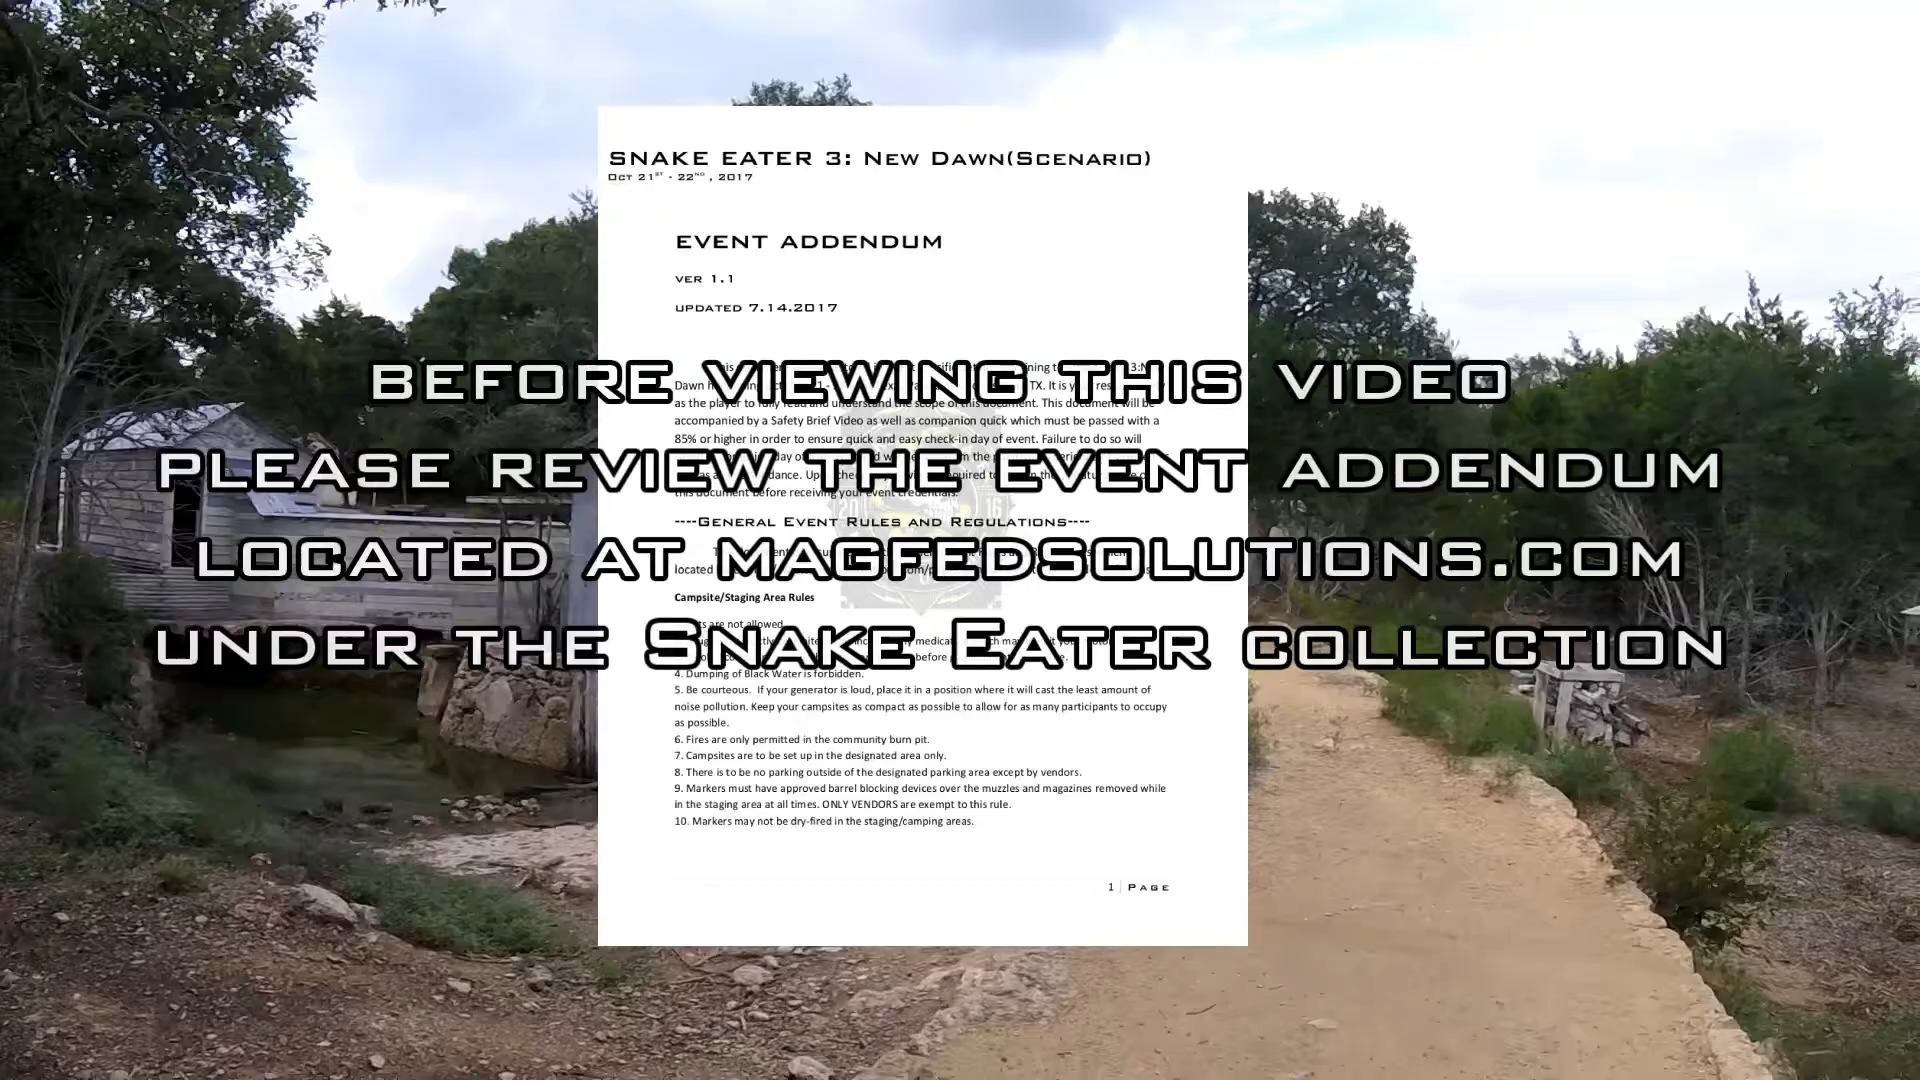 SNAKE EATER 3: New Dawn(Scenario)
Oct 21ST - 22ND, 2017
EVENT ADDENDUM
ver 1.1
updated 7.14.2017
BEFORE VIEWING THIS VIDEO
PLEASE REVIEW THE EVENT ADDENDUM
LOCATED AT MAGFEDSOLUTIONS.COM
UNDER THE SNAKE EATER COLLECTION
Dawn TX. It is
as the player to fully read and understand the scope of this document. This document will be
accompanied by a Safety Brief Video as well as companion quick which must be passed with a
85% or higher in order to ensure quick and easy check-in day of event. Failure to do so will
day of
this document before receiving your event credentials.
----General Event Rules and Regulations----
located
Campsite/Staging Area Rules
are not allowed
before
4. Dumping of Black Water is forbidden.
5. Be courteous. If your generator is loud, place it in a position where it will cast the least amount of
noise pollution. Keep your campsites as compact as possible to allow for as many participants to occupy
as possible.
6. Fires are only permitted in the community burn pit.
7. Campsites are to be set up in the designated area only.
8. There is to be no parking outside of the designated parking area except by vendors.
9. Markers must have approved barrel blocking devices over the muzzles and magazines removed while
in the staging area at all times. ONLY VENDORS are exempt to this rule.
10. Markers may not be dry-fired in the staging/camping areas.
1 | Page